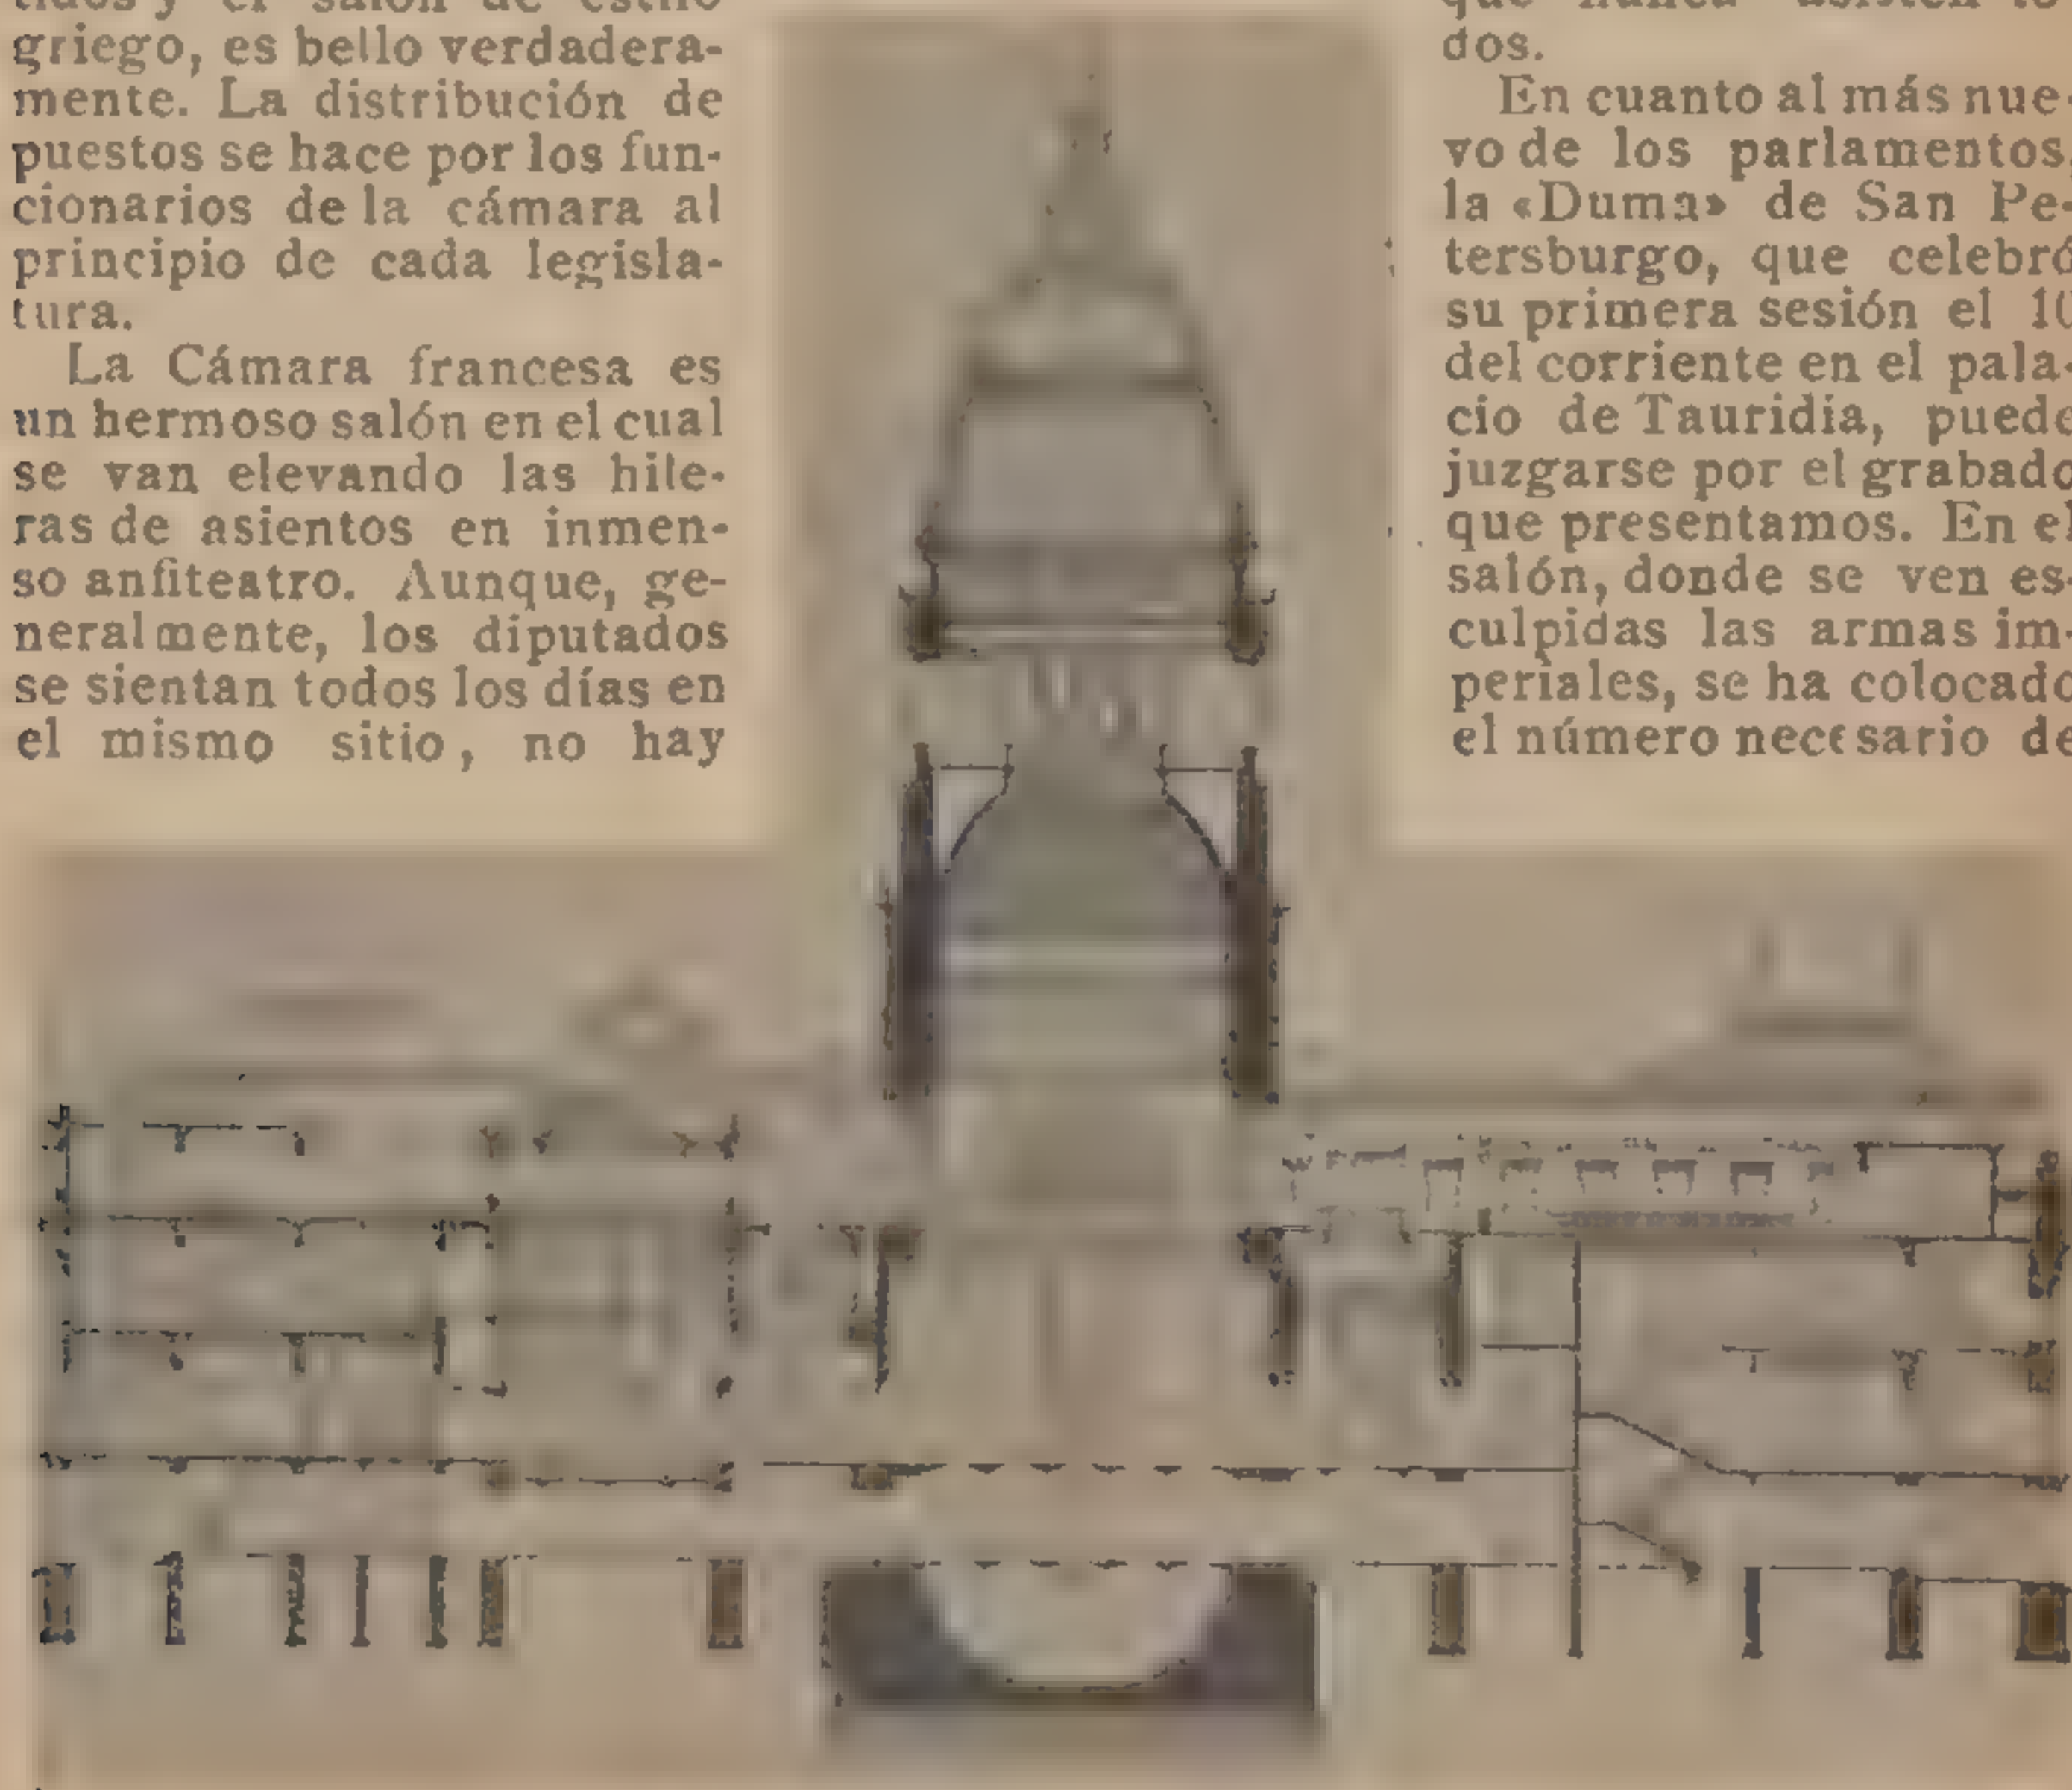 griego, es bello verdadera-
mente. La distribución de
puestos se hace por los fun-
cionarios de la cámara al
principio de cada legisla-
tura.
La Cámara francesa es
un hermoso salón en el cual
se van elevando las hile-
ras de asientos en inmen-
so anfiteatro. Aunque, ge-
neralmente, los diputados
se sientan todos los días en
el mismo sitio, no hay
dos.
En cuanto al más nue-
vo de los parlamentos,
la «Duma» de San Pe-
tersburgo, que celebró
su primera sesión el 10
del corriente en el pala-
cio de Tauridia, puede
juzgarse por el grabado
que presentamos. En el
salón, donde se ven es-
culpidas las armas im-
periales, se ha colocado
el número necesario de